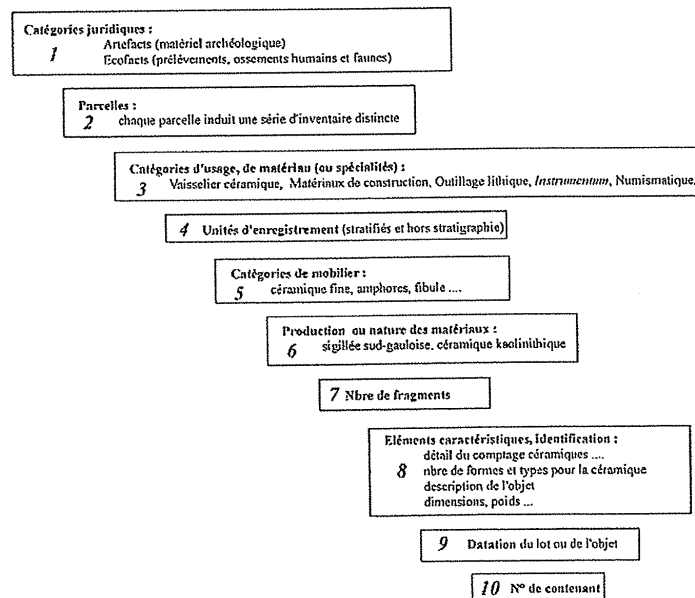 Catégories juridiques :
1 Artefacts (matériel archéologique)
Ecofacts (prélèvements, ossements humains et faunes)
Parcelles :
2 chaque parcelle induit une série d'inventaire distincte
Catégories d'usage, de matériau (ou spécialités) :
3 Vaisselier céramique, Matériaux de construction, Outillage lithique, Instrumentum, Numismatique.
4 Unités d'enregistrement (stratifiés et hors stratigraphie)
Catégories de mobilier :
5 céramique fine, amphores, fibule ....
Production ou nature des matériaux :
6 sigillée sud-gauloise, céramique kaolinithique
7 Nbre de fragments
Eléments caractéristiques, identification :
détail du comptage céramiques ....
8 nbre de formes et types pour la céramique
description de l'objet
dimensions, poids ...
9 Datation du lot ou de l'objet
10 N° de contenant